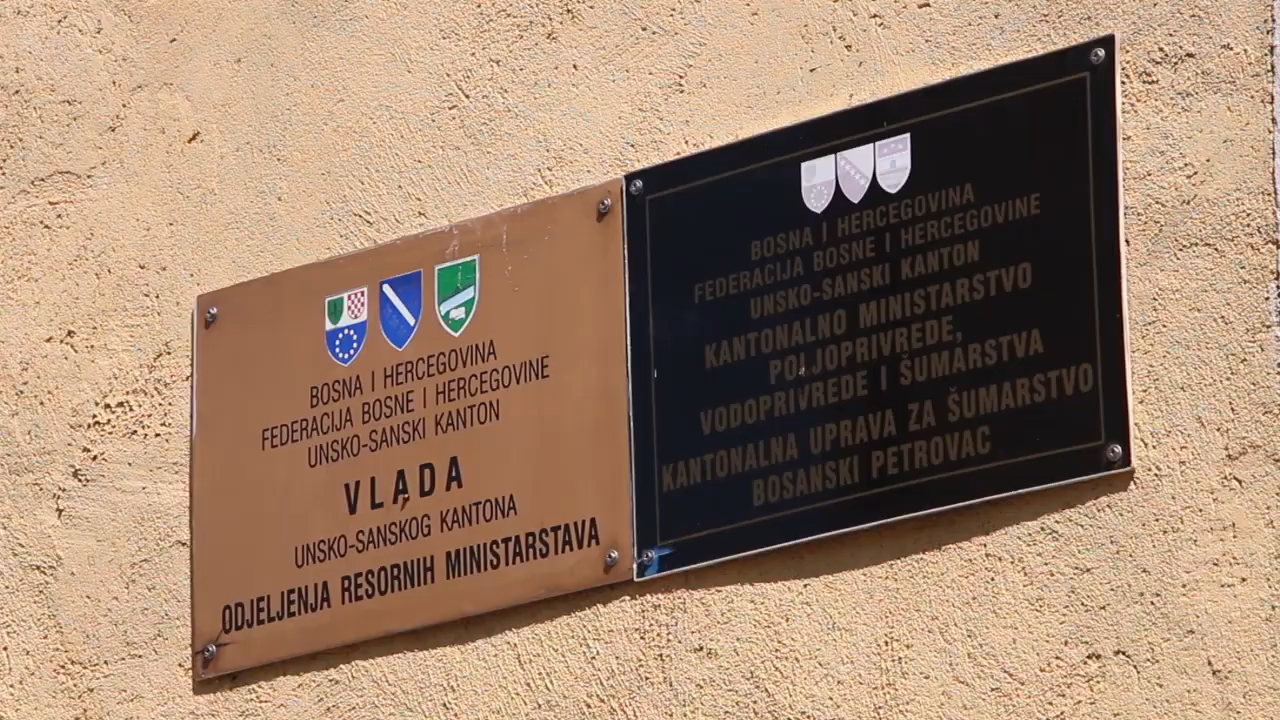 BOSNA I HERCEGOVINA
FEDERACIJA BOSNE I HERCEGOVINE
UNSKO-SANSKI KANTON
VLADA
UNSKO-SANSKOG KANTONA
ODJELJENJA RESORNIH MINISTARSTAVA
BOSNA I HERCEGOVINA
FEDERACIJA BOSNE I HERCEGOVINE
UNSKO-SANSKI KANTON
KANTONALNO MINISTARSTVO
POLJOPRIVREDE,
VODOPRIVREDE I ŠUMARSTVA
KANTONALNA UPRAVA ZA ŠUMARSTVO
BOSANSKI PETROVAC